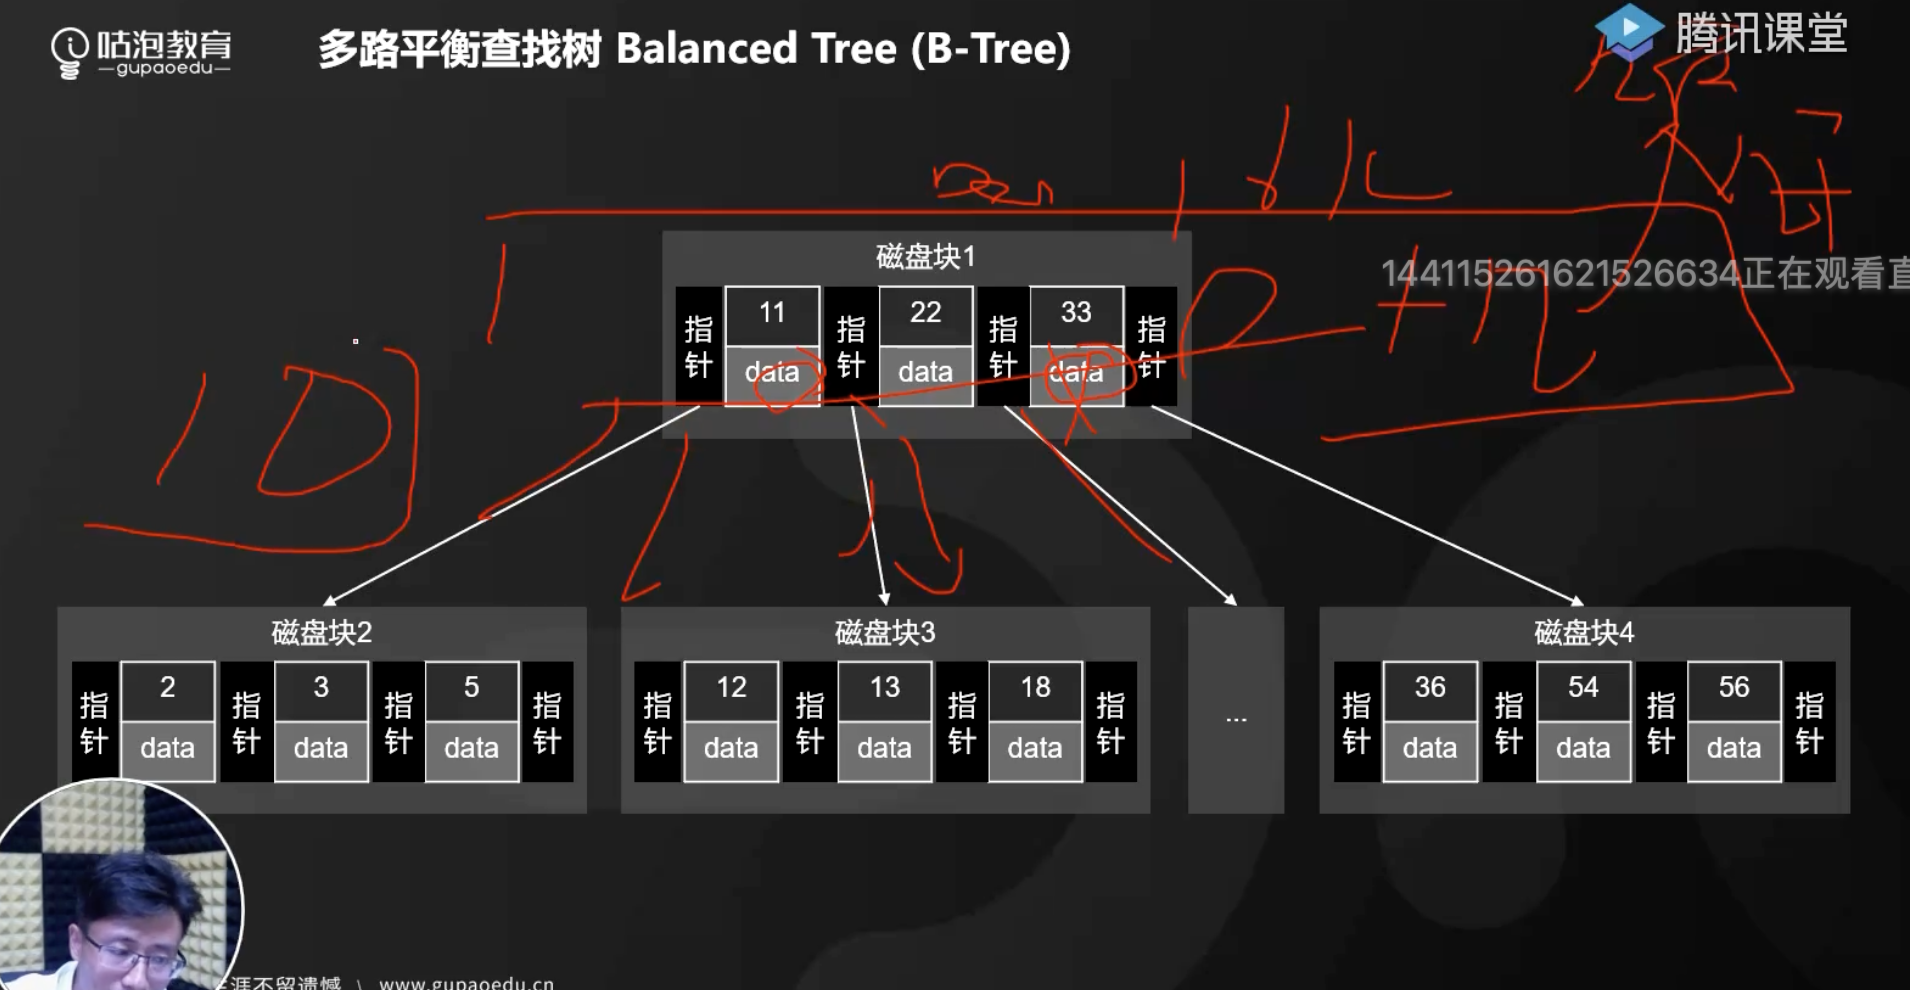 咕泡教育
gupaoedu
多路平衡查找树 Balanced Tree (B-Tree)
腾讯课堂
144115261621526634正在观看直
磁盘块1
指针 11 data 指针 22 data 指针 33 data 指针
磁盘块2
指针 2 data 指针 3 data 指针 5 data 指针
磁盘块3
指针 12 data 指针 13 data 指针 18 data 指针
...
磁盘块4
指针 36 data 指针 54 data 指针 56 data 指针
涯不留遗憾 \ www.gupaoedu.cn